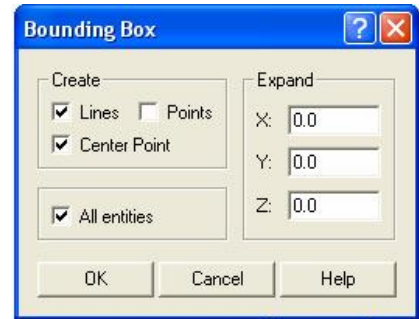 Bounding Box
Create
Lines Points
Center Point
All entities
Expand
X: 0.0
Y: 0.0
Z: 0.0
OK Cancel Help